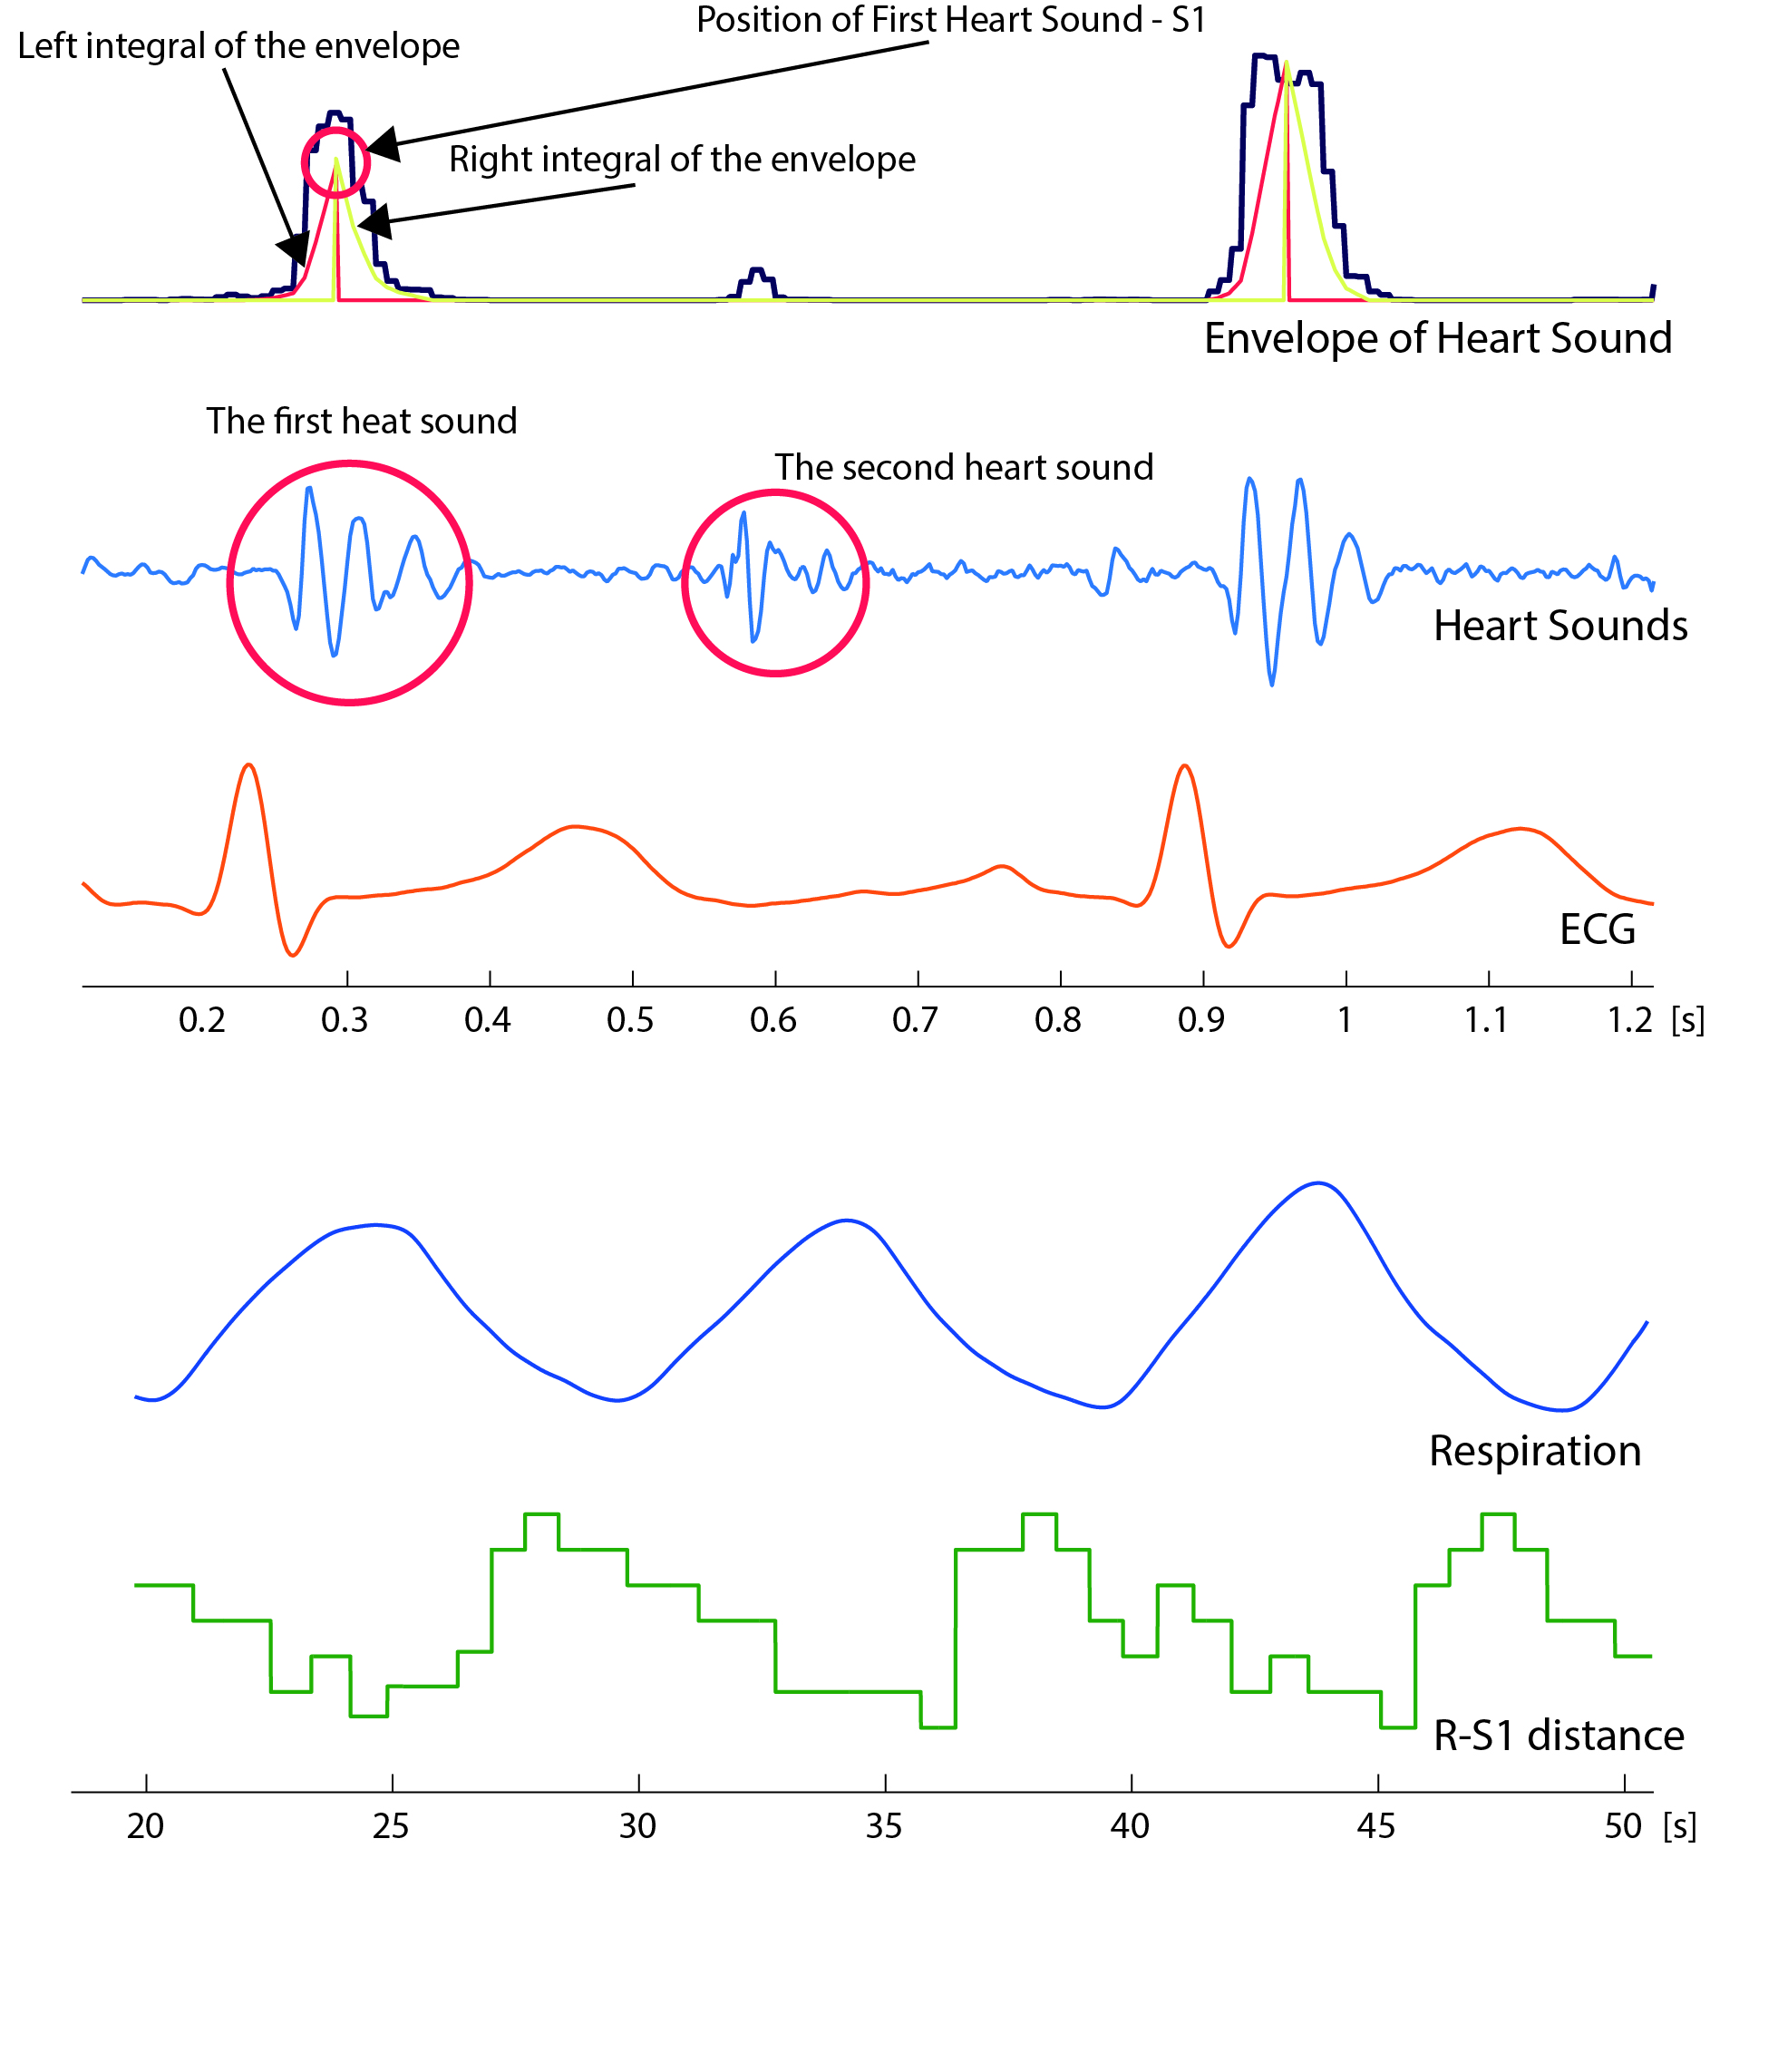 Position of First Heart Sound - S1
Left integral of the envelope
Right integral of the envelope
Envelope of Heart Sound
The first heat sound
The second heart sound
Heart Sounds
ECG
0.2 0.3 0.4 0.5 0.6 0.7 0.8 0.9 1 1.1 1.2 [s]
Respiration
R-S1 distance
20 25 30 35 40 45 50 [s]